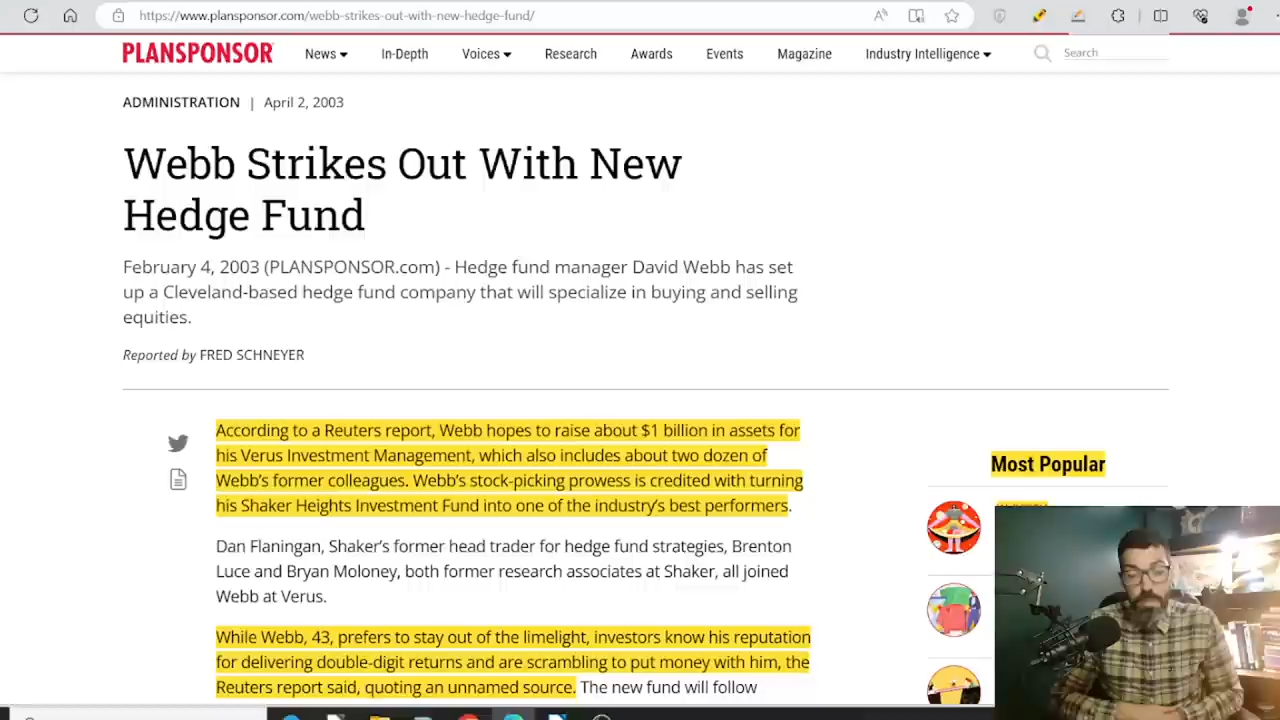 https://www.plansponsor.com/webb-strikes-out-with-new-hedge-fund/
PLANSPONSOR
News
In-Depth
Voices
Research
Awards
Events
Magazine
Industry Intelligence
Search
ADMINISTRATION | April 2, 2003
Webb Strikes Out With New
Hedge Fund
February 4, 2003 (PLANSPONSOR.com) - Hedge fund manager David Webb has set
up a Cleveland-based hedge fund company that will specialize in buying and selling
equities.
Reported by FRED SCHNEYER
According to a Reuters report, Webb hopes to raise about $1 billion in assets for
his Verus Investment Management, which also includes about two dozen of
Webb's former colleagues. Webb's stock-picking prowess is credited with turning
his Shaker Heights Investment Fund into one of the industry's best performers.
Most Popular
Dan Flaningan, Shaker's former head trader for hedge fund strategies, Brenton
Luce and Bryan Moloney, both former research associates at Shaker, all joined
Webb at Verus.
While Webb, 43, prefers to stay out of the limelight, investors know his reputation
for delivering double-digit returns and are scrambling to put money with him, the
Reuters report said, quoting an unnamed source. The new fund will follow